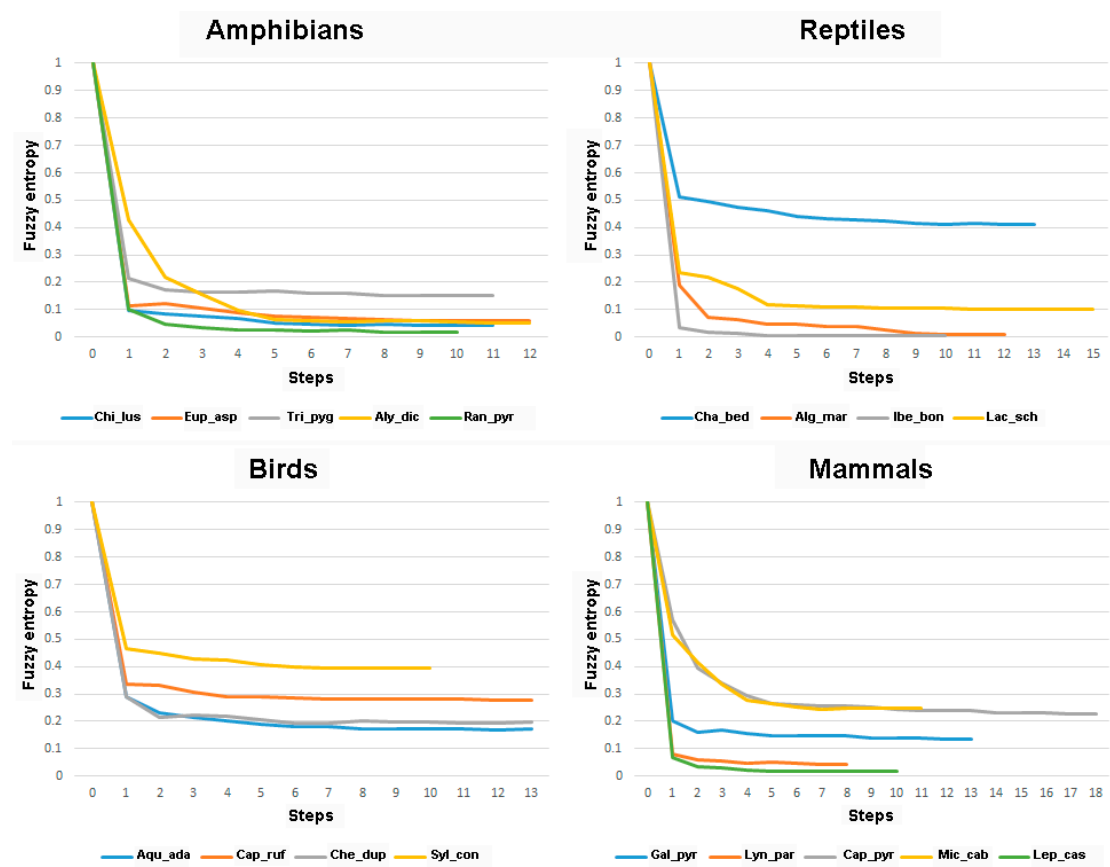 Amphibians
Reptiles
1
0.9
0.8
0.7
0.6
0.5
0.4
0.3
0.2
0.1
0
Fuzzy entropy
0 1 2 3 4 5 6 7 8 9 10 11 12
Steps
Chi_lus Eup_asp Tri_pyg Aly_dic Ran_pyr
1
0.9
0.8
0.7
0.6
0.5
0.4
0.3
0.2
0.1
0
Fuzzy entropy
0 1 2 3 4 5 6 7 8 9 10 11 12 13 14 15
Steps
Cha_bed Alg_mar Ibe_bon Lac_sch
Birds
Mammals
1
0.9
0.8
0.7
0.6
0.5
0.4
0.3
0.2
0.1
0
Fuzzy entropy
0 1 2 3 4 5 6 7 8 9 10 11 12 13
Steps
Aqu_ada Cap_ruf Che_dup Syl_con
1
0.9
0.8
0.7
0.6
0.5
0.4
0.3
0.2
0.1
0
Fuzzy entropy
0 1 2 3 4 5 6 7 8 9 10 11 12 13 14 15 16 17 18
Steps
Gal_pyr Lyn_par Cap_pyr Mic_cab Lep_cas